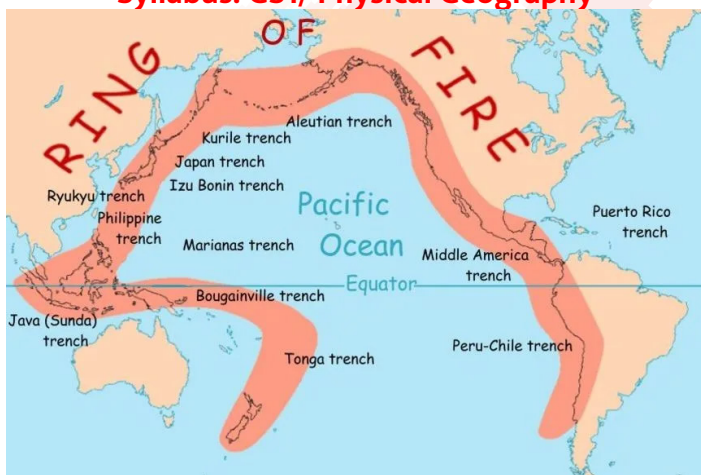 Syllabus: GS1/ Physical Geography
RING
OF
FIRE
Aleutian trench
Kurile trench
Japan trench
Izu Bonin trench
Ryukyu trench
Philippine
trench
Marianas trench
Pacific
Ocean
Puerto Rico
trench
Middle America
trench
Equator
Bougainville trench
Java (Sunda)
trench
Tonga trench
Peru-Chile trench